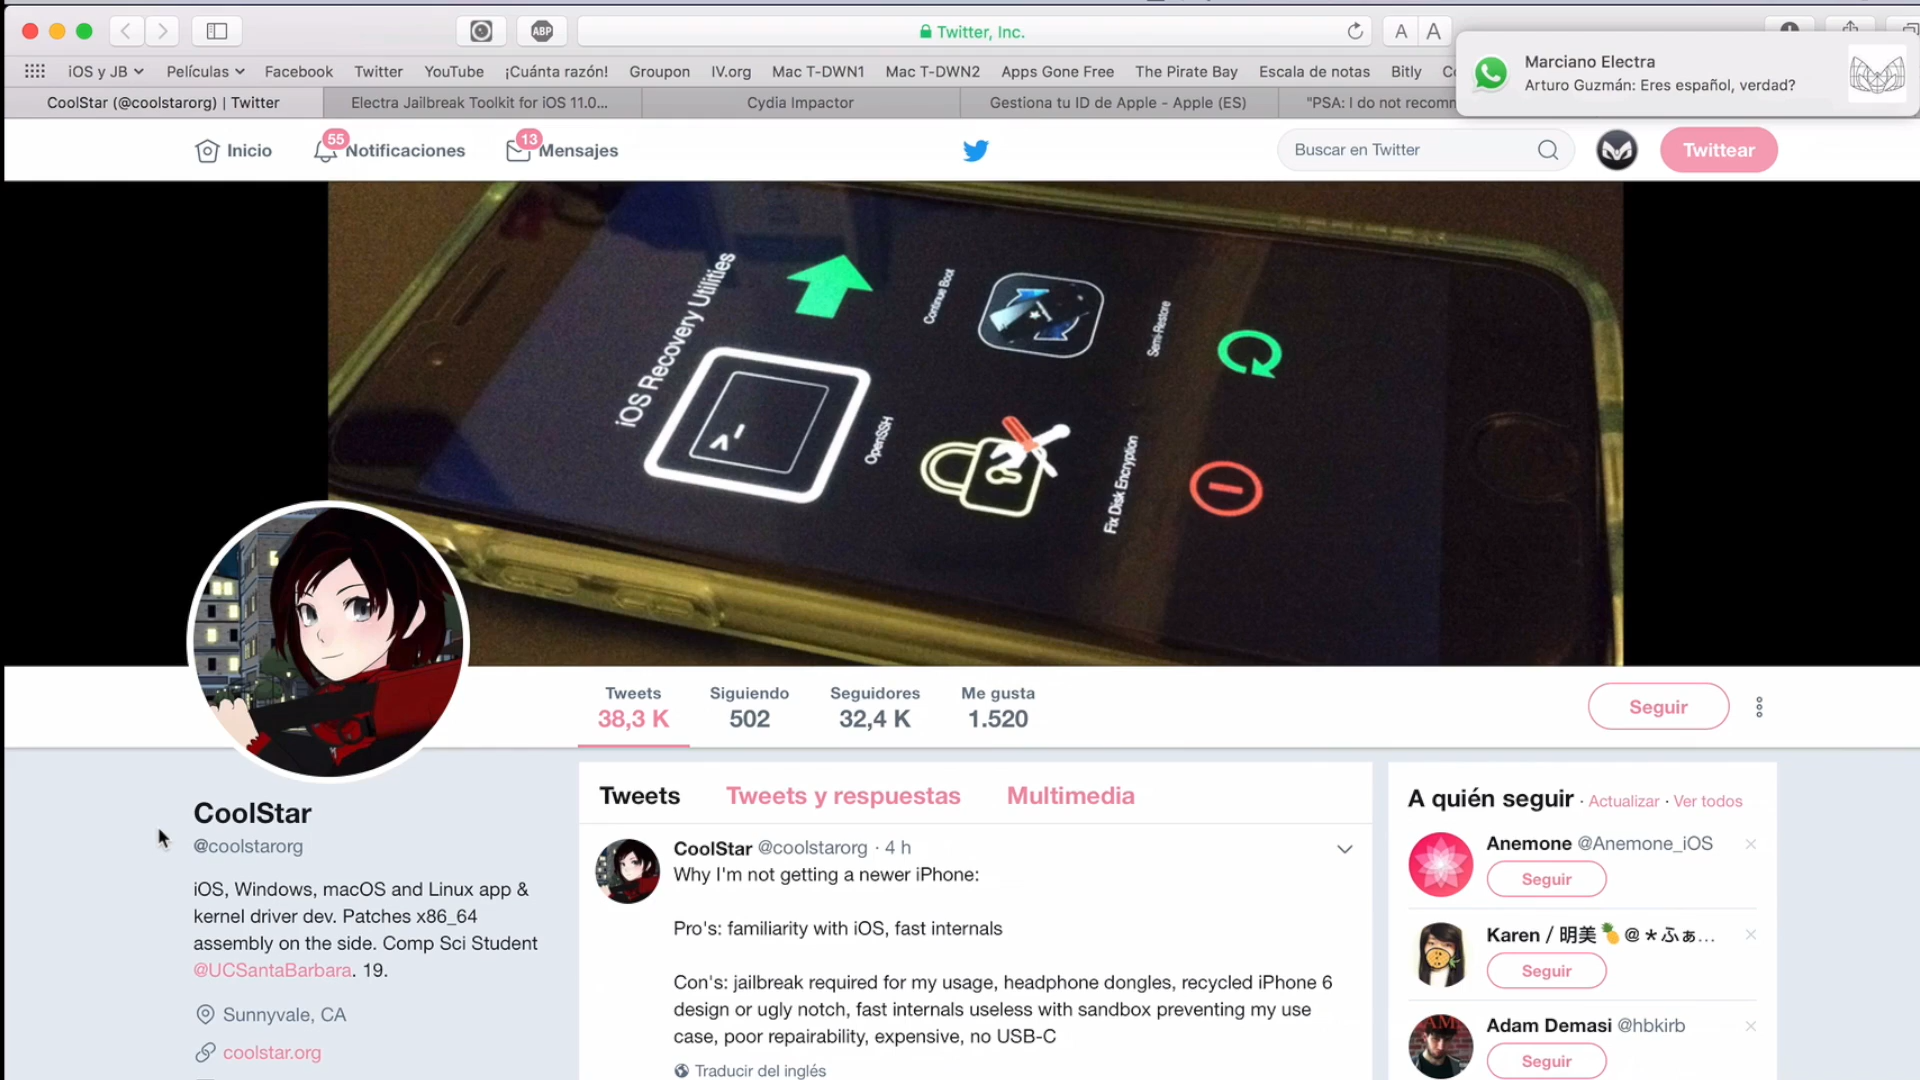 ABP
Twitter, Inc.
A A
Marciano Electra
Arturo Guzmán: Eres español, verdad?
iOS y JB Películas Facebook Twitter YouTube ¡Cuánta razón! Groupon IV.org Mac T-DWN1 Mac T-DWN2 Apps Gone Free The Pirate Bay Escala de notas Bitly
CoolStar (@coolstarorg) | Twitter Electra Jailbreak Toolkit for iOS 11.0... Cydia Impactor Gestiona tu ID de Apple - Apple (ES) "PSA: I do not recomm
Inicio 55 Notificaciones 13 Mensajes Buscar en Twitter Twittear
iOS Recovery Utilities
Continue Boot
Semi-Restore
OpenSSH
Fix Disk Encryption
Tweets Siguiendo Seguidores Me gusta
38,3 K 502 32,4 K 1.520
Seguir
CoolStar
@coolstarorg
iOS, Windows, macOS and Linux app &
kernel driver dev. Patches x86_64
assembly on the side. Comp Sci Student
@UCSantaBarbara. 19.
Sunnyvale, CA
coolstar.org
Tweets Tweets y respuestas Multimedia
CoolStar @coolstarorg · 4 h
Why I'm not getting a newer iPhone:
Pro's: familiarity with iOS, fast internals
Con's: jailbreak required for my usage, headphone dongles, recycled iPhone 6
design or ugly notch, fast internals useless with sandbox preventing my use
case, poor repairability, expensive, no USB-C
Traducir del inglés
A quién seguir · Actualizar · Ver todos
Anemone @Anemone_iOS
Seguir
Karen / 明美🍍@＊ふぁ...
Seguir
Adam Demasi @hbkirb
Seguir